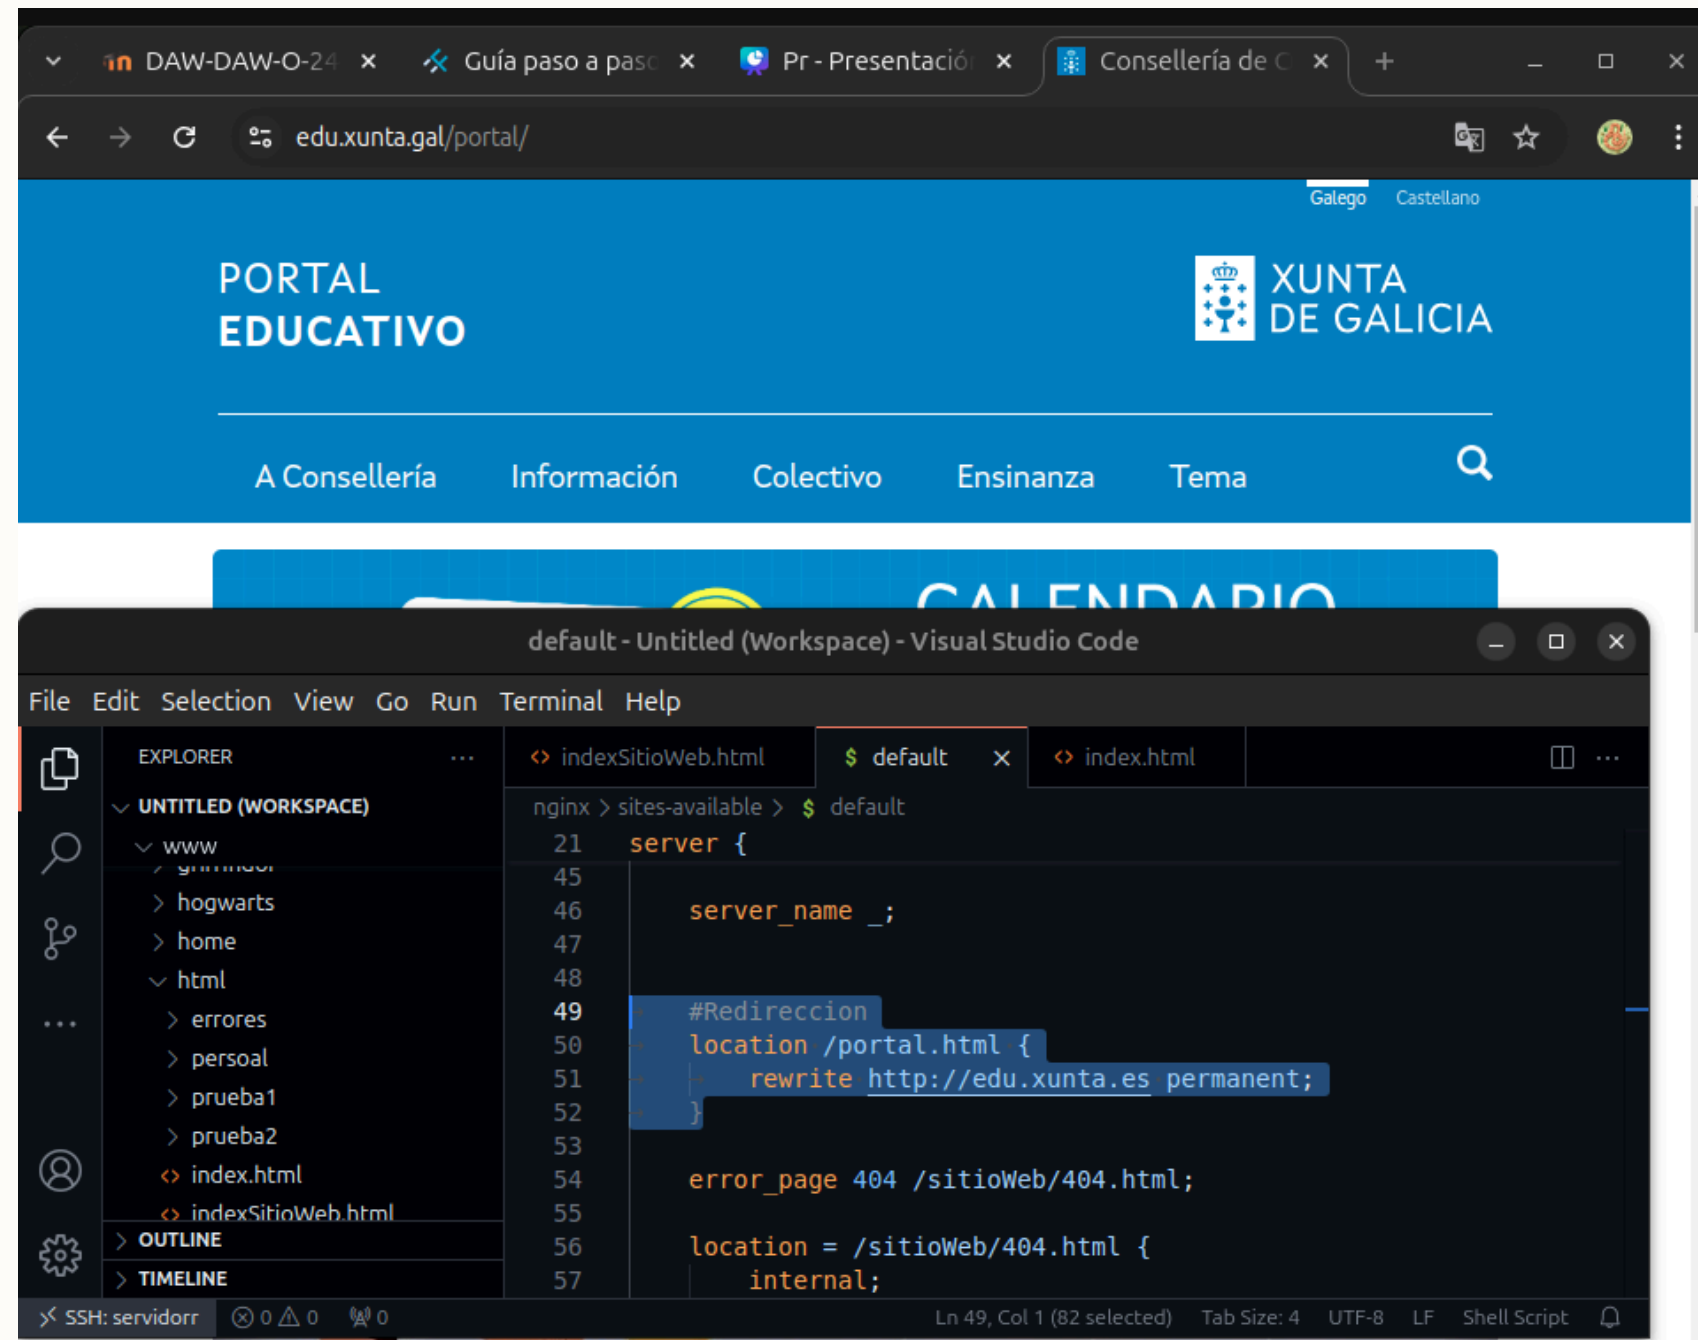 DAW-DAW-O-24
Guía paso a paso
Pr - Presentación
Consellería de C
edu.xunta.gal/portal/
Galego Castellano
PORTAL
EDUCATIVO
XUNTA
DE GALICIA
A Consellería Información Colectivo Ensinanza Tema
CALENDARIO
default - Untitled (Workspace) - Visual Studio Code
File Edit Selection View Go Run Terminal Help
EXPLORER ...
UNTITLED (WORKSPACE)
www
hogwarts
home
html
errores
persoal
prueba1
prueba2
index.html
indexSitioWeb.html
OUTLINE
TIMELINE
indexSitioWeb.html $ default index.html
nginx > sites-available > $ default
21 server {
45
46 server_name _;
47
48
49 #Redireccion
50 location /portal.html {
51 rewrite http://edu.xunta.es permanent;
52 }
53
54 error_page 404 /sitioWeb/404.html;
55
56 location = /sitioWeb/404.html {
57 internal;
SSH: servidorr 0 0 0 Ln 49, Col 1 (82 selected) Tab Size: 4 UTF-8 LF Shell Script